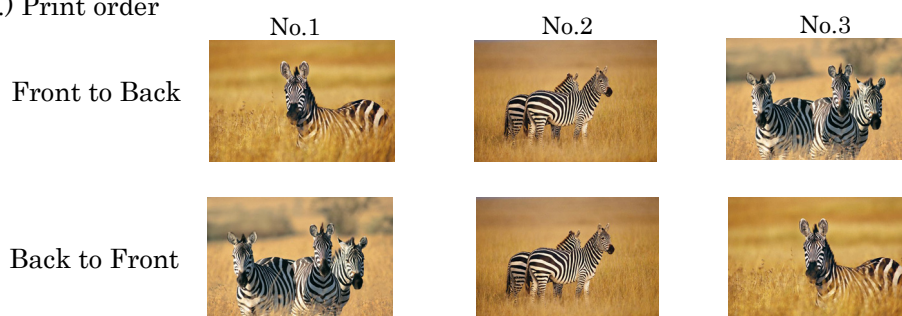 .) Print order
No.1 No.2 No.3
Front to Back
Back to Front